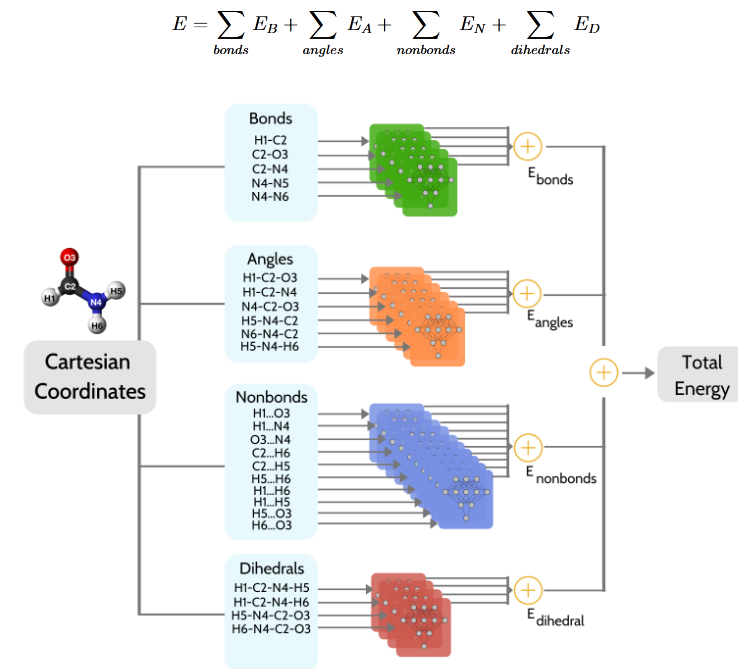 E = ∑ E_B + ∑ E_A + ∑ E_N + ∑ E_D
bonds angles nonbonds dihedrals
Bonds
H1-C2
C2-O3
C2-N4
N4-N5
N4-N6
E bonds
Angles
H1-C2-O3
H1-C2-N4
N4-C2-O3
H5-N4-C2
N6-N4-C2
H5-N4-H6
E angles
O3
C2
H1
N4
H5
H6
Cartesian
Coordinates
Nonbonds
H1...O3
H1...N4
O3...N4
C2...H6
C2...H5
H5...H6
H1...H6
H1...H5
H5...O3
H6...O3
E nonbonds
Total
Energy
Dihedrals
H1-C2-N4-H5
H1-C2-N4-H6
H5-N4-C2-O3
H6-N4-C2-O3
E dihedral